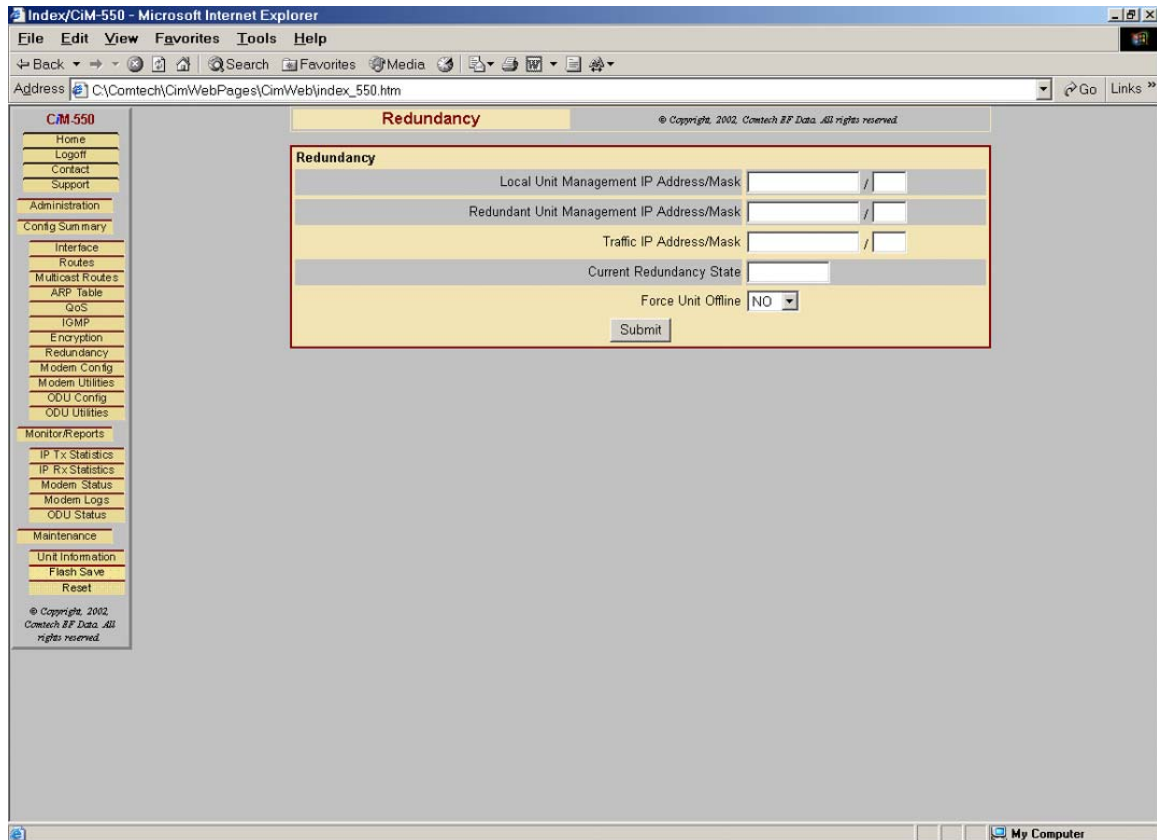 Index/CiM-550 - Microsoft Internet Explorer
File Edit View Favorites Tools Help
Back Search Favorites Media
Address C:\Comtech\CimWebPages\CimWeb\index_550.htm Go Links »
CiM-550
Home
Logoff
Contact
Support
Administration
Config Summary
Interface
Routes
Multicast Routes
ARP Table
QoS
IGMP
Encryption
Redundancy
Modem Config
Modem Utilities
ODU Config
ODU Utilities
Monitor/Reports
IP Tx Statistics
IP Rx Statistics
Modem Status
Modem Logs
ODU Status
Maintenance
Unit Information
Flash Save
Reset
© Copyright, 2002,
Comtech EF Data. All
rights reserved.
Redundancy © Copyright, 2002, Comtech EF Data. All rights reserved.
Redundancy
Local Unit Management IP Address/Mask /
Redundant Unit Management IP Address/Mask /
Traffic IP Address/Mask /
Current Redundancy State
Force Unit Offline NO
Submit
My Computer